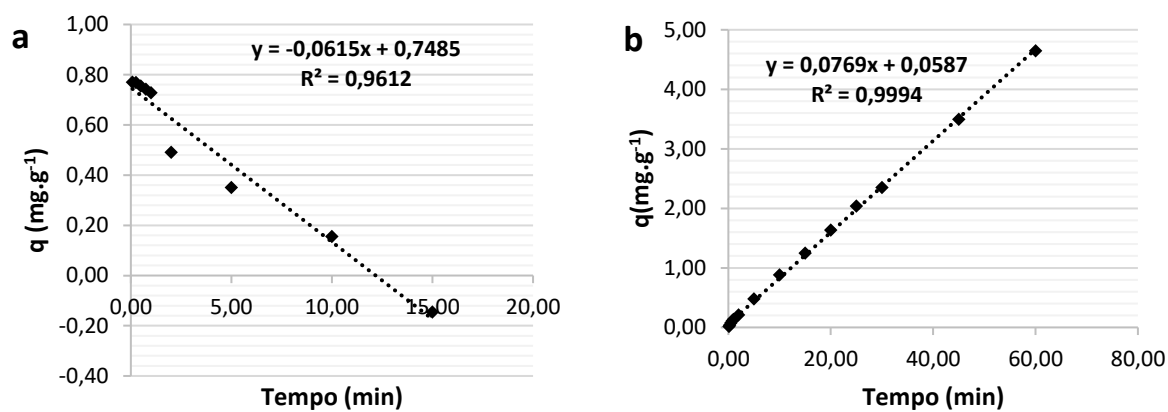 a
y = -0,0615x + 0,7485
R² = 0,9612
1,00
0,80
0,60
0,40
0,20
0,00
-0,20
-0,40
0,00 5,00 10,00 15,00 20,00
q (mg.g⁻¹)
Tempo (min)
b
y = 0,0769x + 0,0587
R² = 0,9994
5,00
4,00
3,00
2,00
1,00
0,00
0,00 20,00 40,00 60,00 80,00
q(mg.g⁻¹)
Tempo (min)